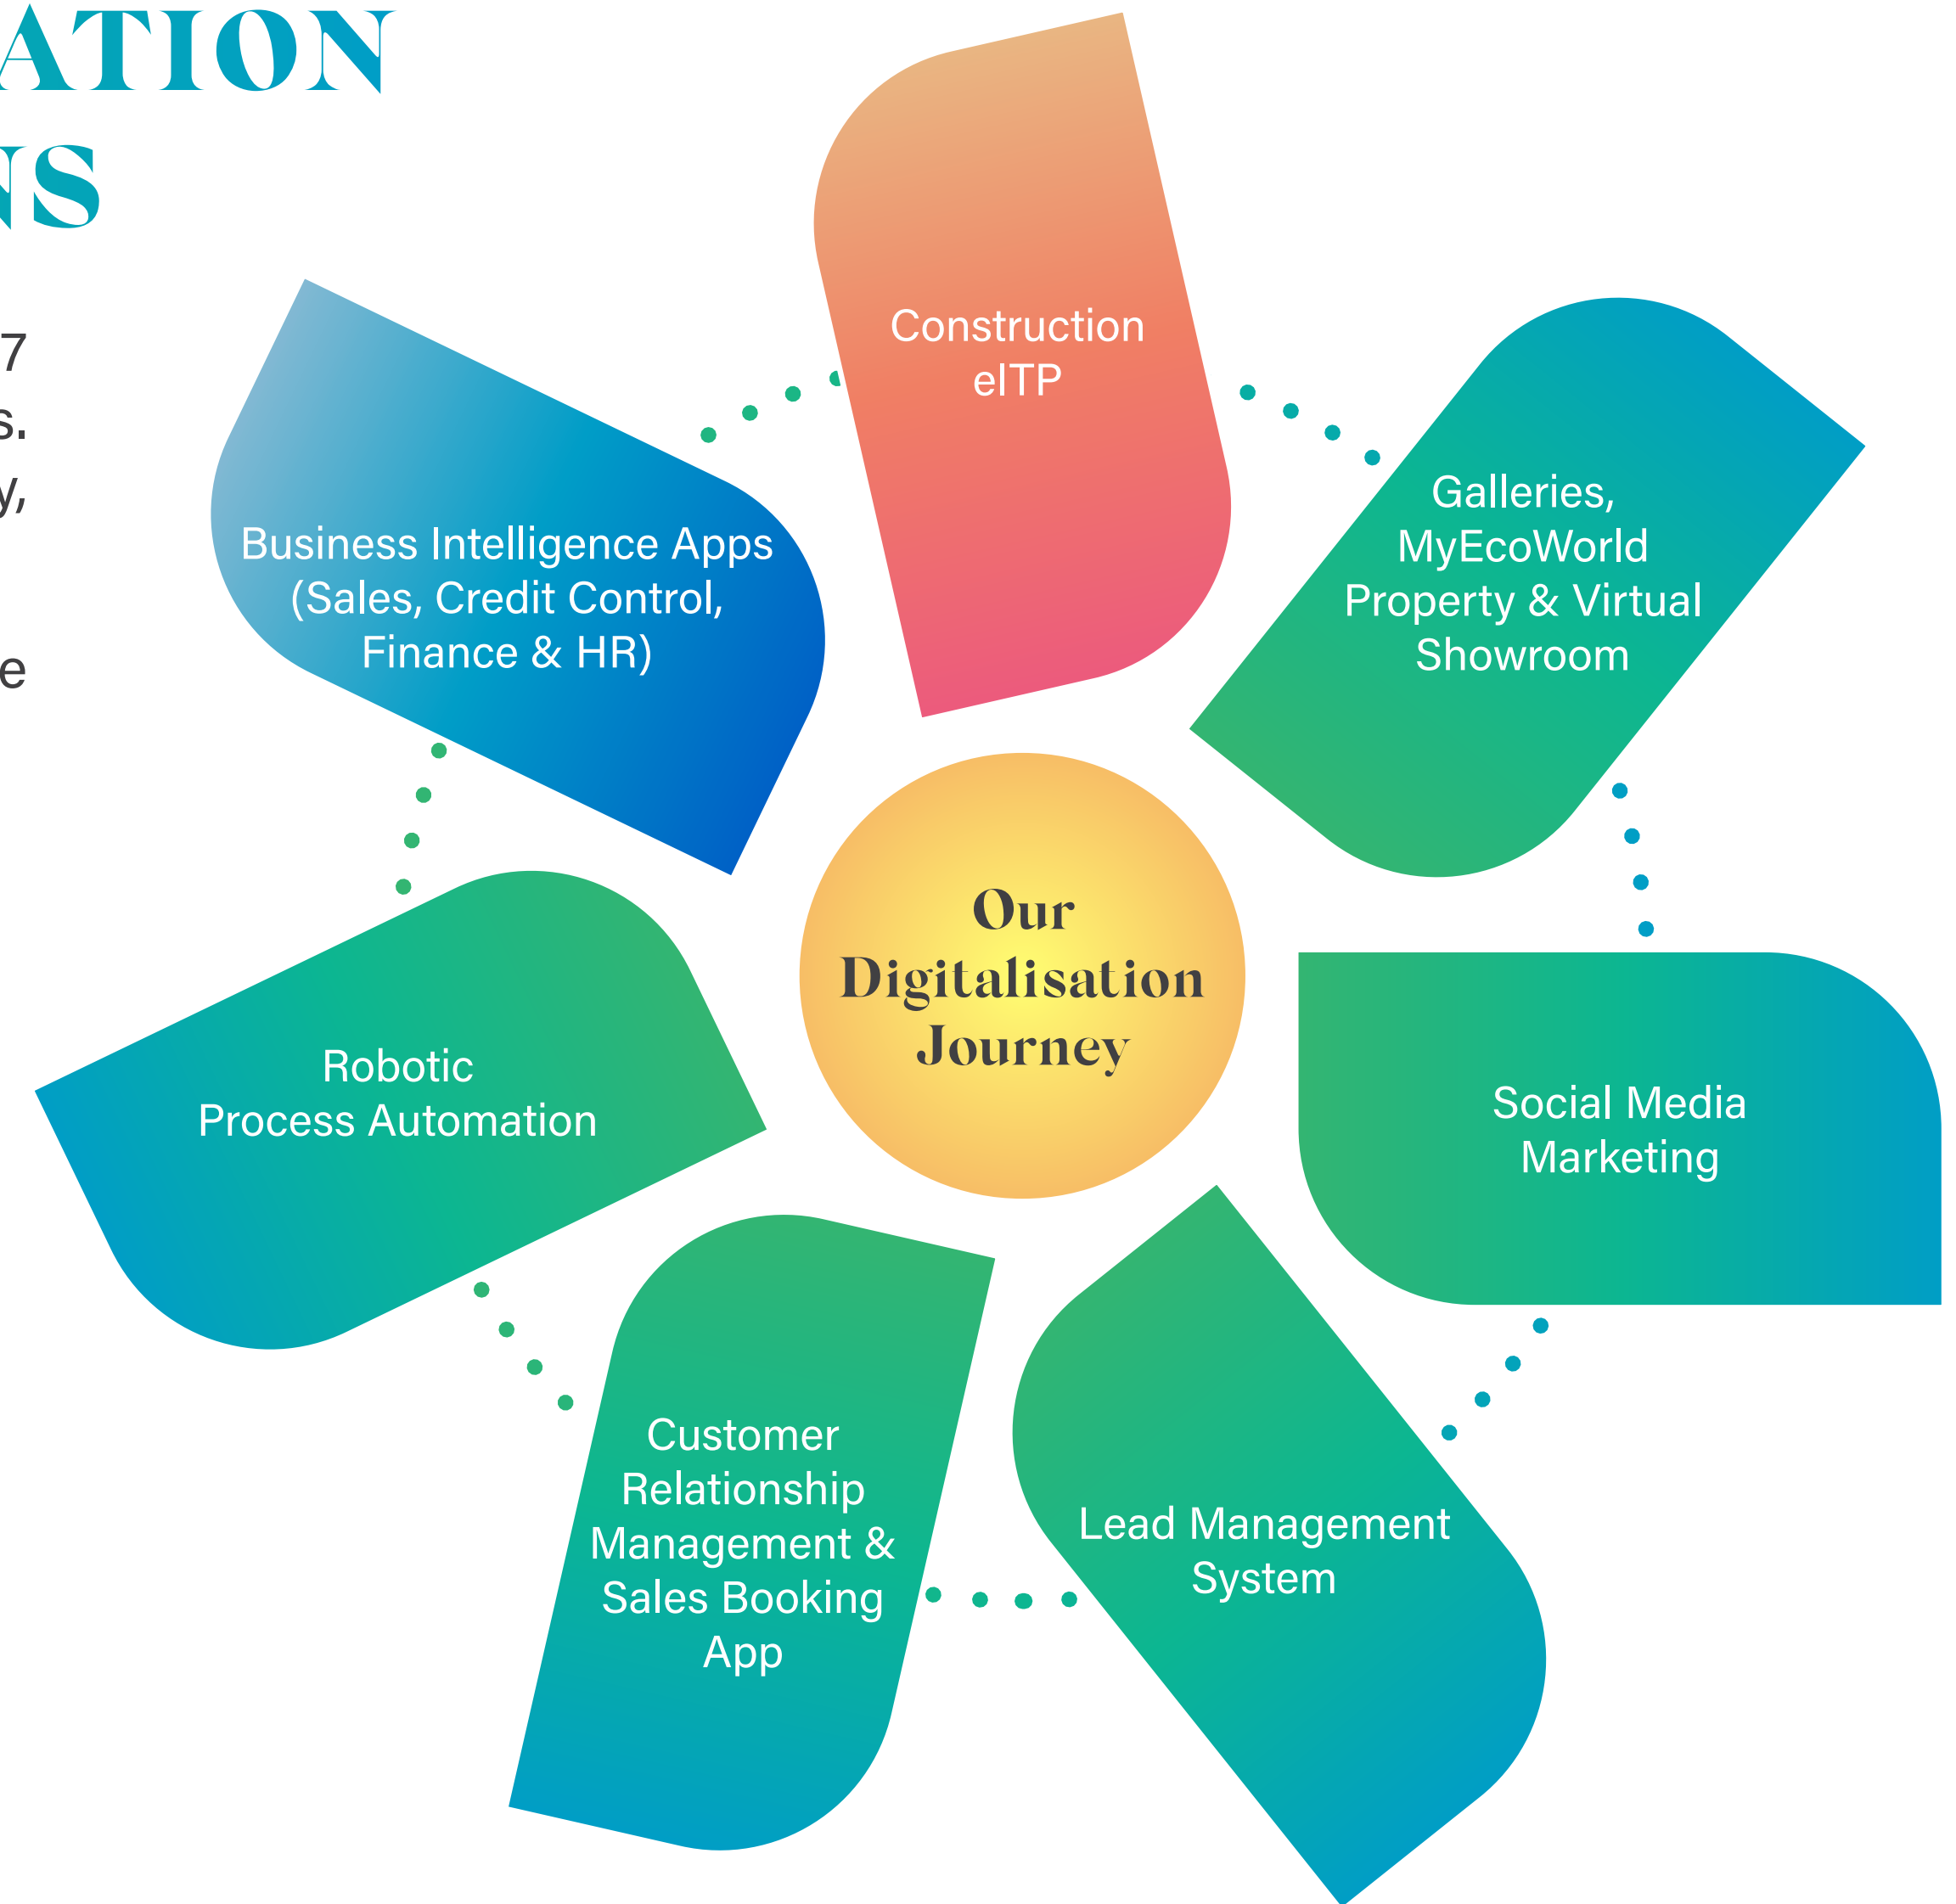 ATION
NS
7
s.
y,
e
Construction
eITP
Galleries,
MyEcoWorld
Property & Virtual
Showroom
Business Intelligence Apps
(Sales, Credit Control,
Finance & HR)
Our
Digitalisation
Journey
Social Media
Marketing
Robotic
Process Automation
Customer
Relationship
Management &
Sales Booking
App
Lead Management
System